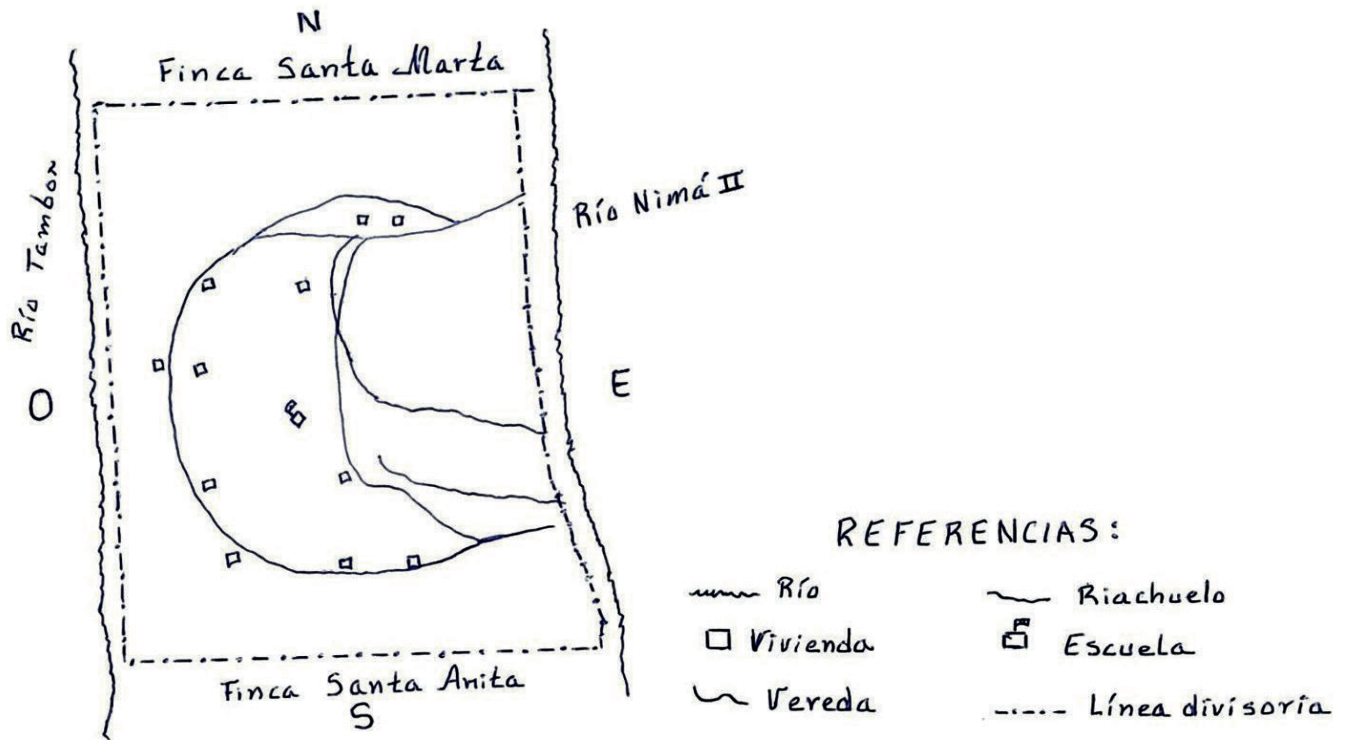 N
Finca Santa Marta
Río Tambor
Río Nimá II
O
E
Finca Santa Anita
S
REFERENCIAS:
Río
Riachuelo
Vivienda
Escuela
Vereda
Línea divisoria